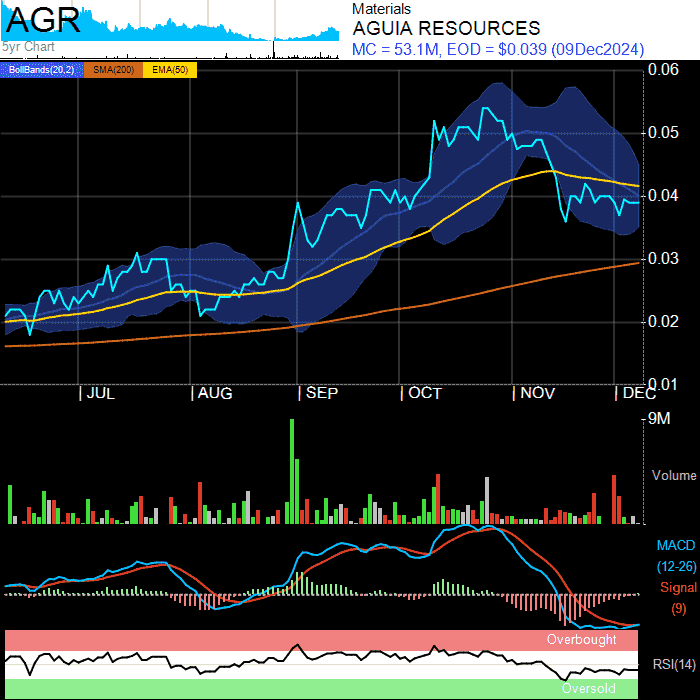 AGR
5yr Chart
Materials
AGUIA RESOURCES
MC = 53.1M, EOD = $0.039 (09Dec2024)
BollBands(20,2) SMA(200) EMA(50)
0.06
0.05
0.04
0.03
0.02
0.01
JUL AUG SEP OCT NOV DEC
9M
Volume
MACD
(12-26)
Signal
(9)
Overbought
RSI(14)
Oversold